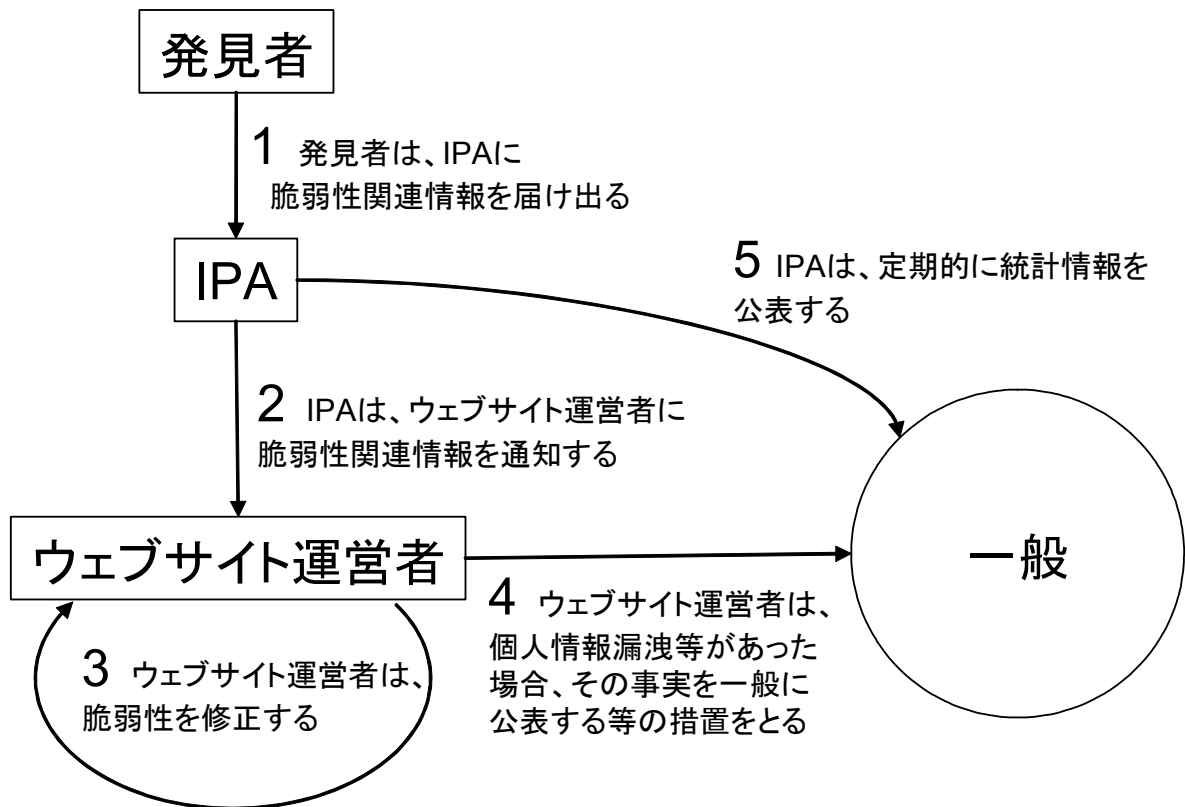 発見者
1 発見者は、IPAに
脆弱性関連情報を届け出る
IPA
5 IPAは、定期的に統計情報を
公表する
2 IPAは、ウェブサイト運営者に
脆弱性関連情報を通知する
ウェブサイト運営者
一般
3 ウェブサイト運営者は、
脆弱性を修正する
4 ウェブサイト運営者は、
個人情報漏洩等があった
場合、その事実を一般に
公表する等の措置をとる